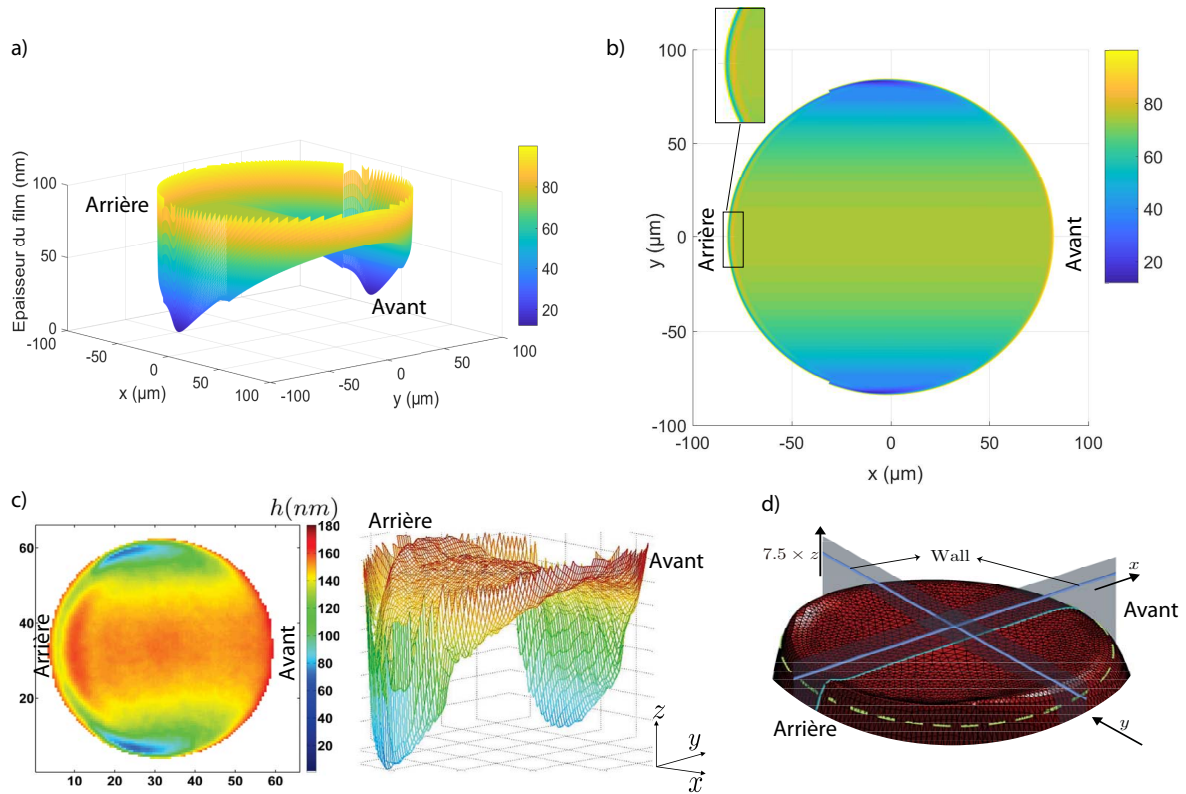 a)
Epaisseur du film (nm)
100
50
0
-100
-50
0
50
100
x (µm)
-100
-50
0
50
100
y (µm)
Arrière
Avant
80
60
40
20
b)
100
50
0
-50
-100
y (µm)
-100
-50
0
50
100
x (µm)
Arrière
Avant
80
60
40
20
c)
h(nm)
60
40
20
10 20 30 40 50 60
Arrière
Avant
180
160
140
120
100
80
60
40
20
Arrière
Avant
z
y
x
d)
7.5 × z
Wall
x
Avant
Arrière
y